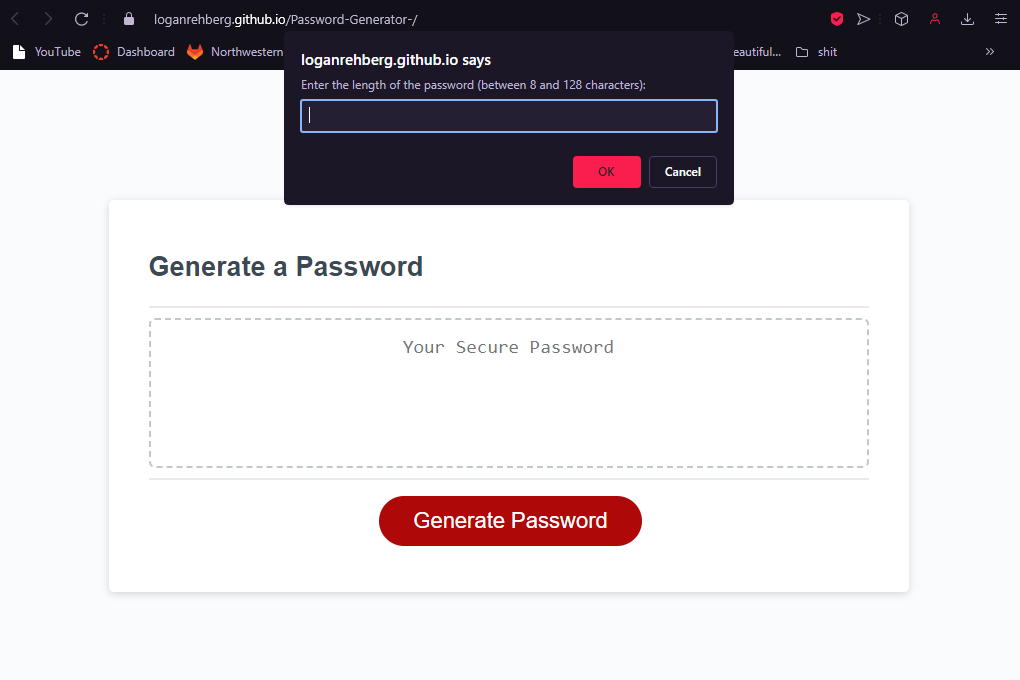 loganrehberg.github.io/Password-Generator-/
YouTube Dashboard Northwestern eautiful... shit
loganrehberg.github.io says
Enter the length of the password (between 8 and 128 characters):
OK Cancel
Generate a Password
Your Secure Password
Generate Password